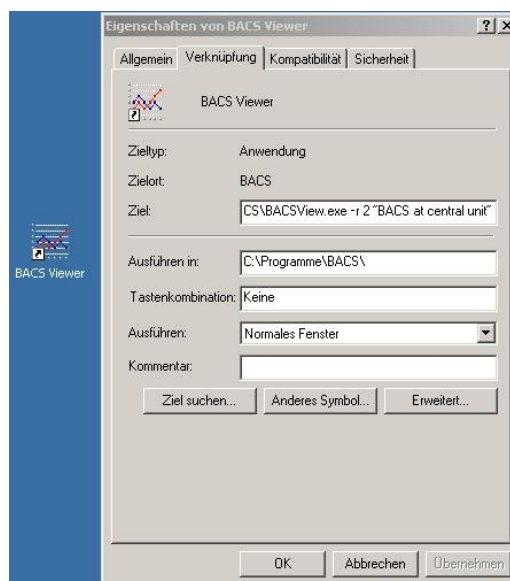 Eigenschaften von BACS Viewer
Allgemein Verknüpfung Kompatibilität Sicherheit
BACS Viewer
Zieltyp: Anwendung
Zielort: BACS
Ziel: CS\BACSView.exe -r 2 "BACS at central unit"
BACS Viewer
Ausführen in: C:\Programme\BACS\
Tastenkombination: Keine
Ausführen: Normales Fenster
Kommentar:
Ziel suchen... Anderes Symbol... Erweitert...
OK Abbrechen Übernehmen